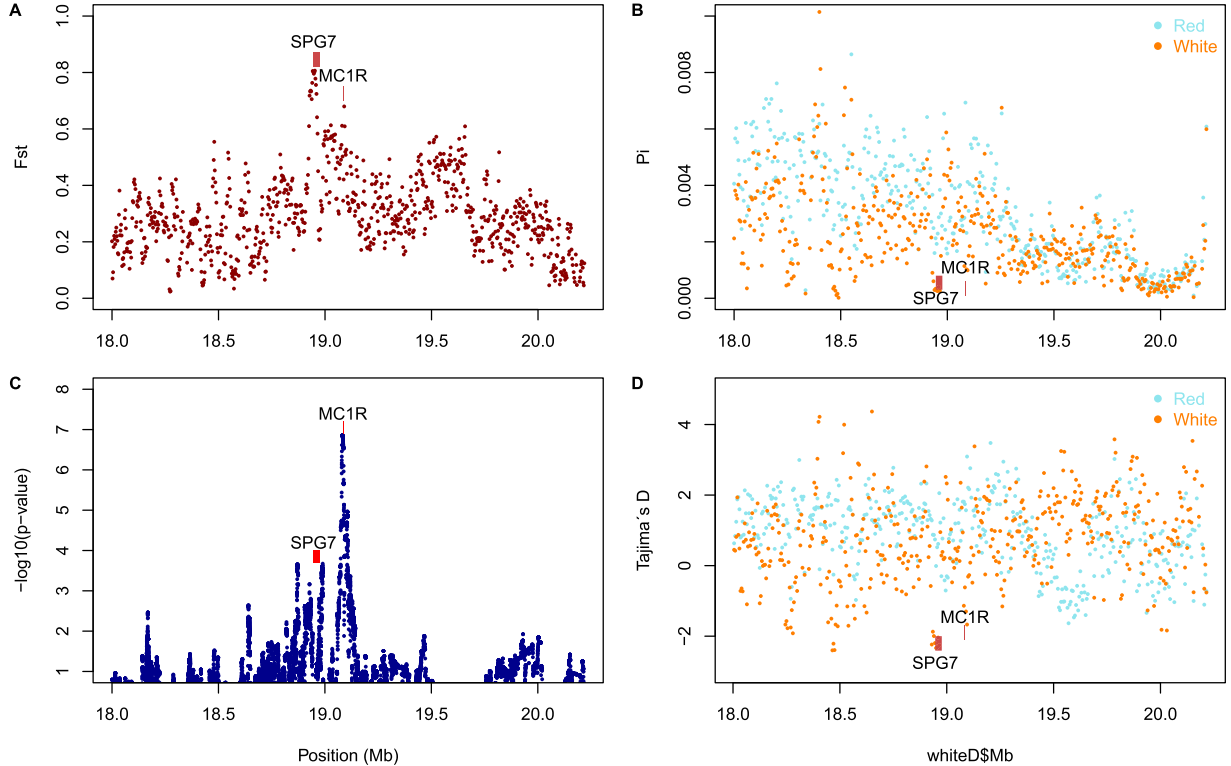 A
Fst
1.0
0.8
0.6
0.4
0.2
0.0
SPG7
MC1R
18.0 18.5 19.0 19.5 20.0
B
Pi
0.008
0.004
0.000
Red
White
MC1R
SPG7
18.0 18.5 19.0 19.5 20.0
C
−log10(p−value)
8
7
6
5
4
3
2
1
MC1R
SPG7
18.0 18.5 19.0 19.5 20.0
Position (Mb)
D
Tajima´s D
4
2
0
−2
Red
White
MC1R
SPG7
18.0 18.5 19.0 19.5 20.0
whiteD$Mb